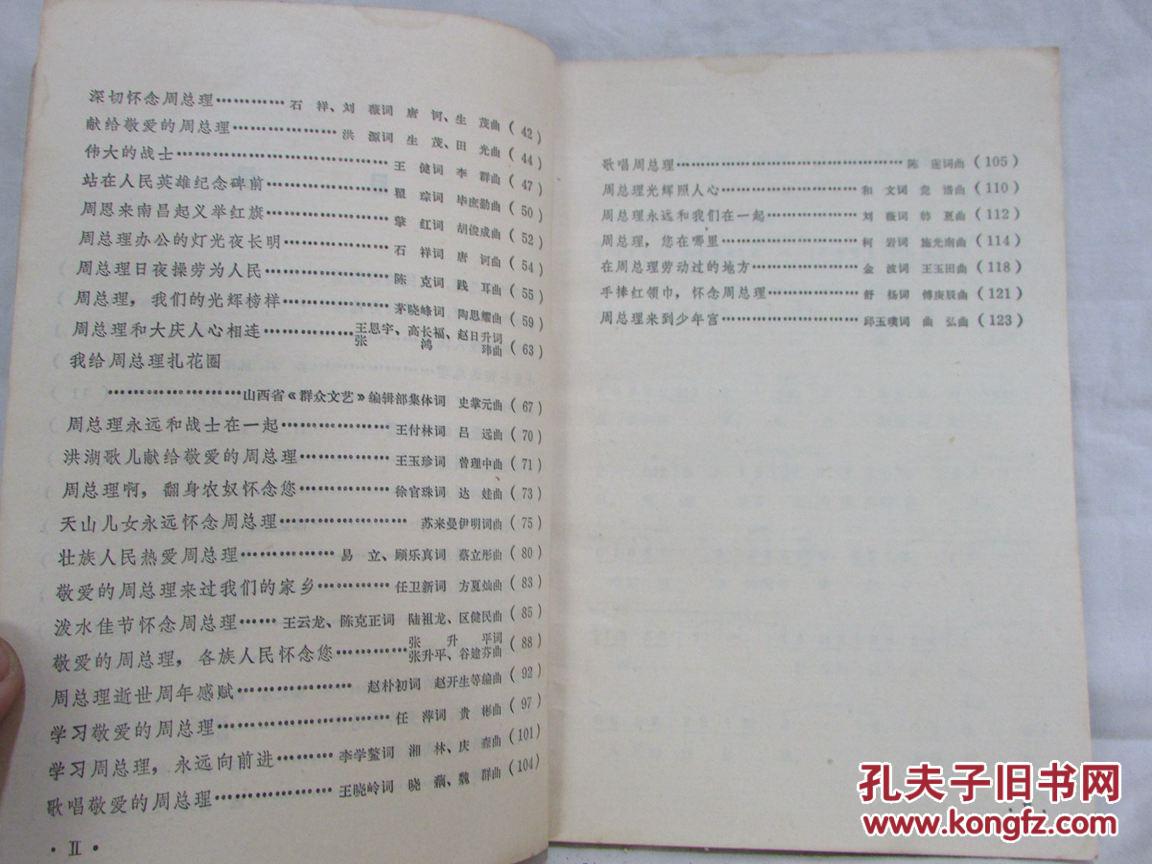 深切怀念周总理…………石 祥、刘 薇词 唐 诃、生 茂曲(42)
献给敬爱的周总理…………洪 源词 生 茂、田 光曲(44)
伟大的战士…………王 健词 李 群曲(47)
站在人民英雄纪念碑前…………瞿 琮词 毕庶勤曲(50)
周恩来南昌起义举红旗…………擎 红词 胡俊成曲(52)
周总理办公的灯光夜长明…………石 祥词 唐 诃曲(54)
周总理日夜操劳为人民…………陈 克词 践 耳曲(55)
周总理，我们的光辉榜样…………茅晓峰词 陶思耀曲(59)
周总理和大庆人心相连…………王思宇、高长福、赵日升词 张 鸿 玮曲(63)
我给周总理扎花圈
…………山西省《群众文艺》编辑部集体词 史掌元曲(67)
周总理永远和战士在一起…………王付林词 吕 远曲(70)
洪湖歌儿献给敬爱的周总理…………王玉珍词 曾理中曲(71)
周总理啊，翻身农奴怀念您…………徐官珠词 达 娃曲(73)
天山儿女永远怀念周总理…………苏来曼伊明词曲(75)
壮族人民热爱周总理…………易 立、顾乐真词 蔡立彤曲(80)
敬爱的周总理来过我们的家乡…………任卫新词 方夏灿曲(83)
泼水佳节怀念周总理……王云龙、陈克正词 陆祖龙、区健民曲(85)
敬爱的周总理，各族人民怀念您…………张 升 平词 张升平、谷建芬曲(88)
周总理逝世周年感赋…………赵朴初词 赵开生等编曲(92)
学习敬爱的周总理…………任 萍词 贵 彬曲(97)
学习周总理，永远向前进………李学鳌词 湘 林、庆 森曲(101)
歌唱敬爱的周总理…………王晓岭词 晓 藕、魏 群曲(104)
· II ·
歌唱周总理…………陈 莲词曲(105)
周总理光辉照人心…………和 文词 尧 谱曲(110)
周总理永远和我们在一起…………刘 薇词 韩 夏曲(112)
周总理，您在哪里…………柯 岩词 施光南曲(114)
在周总理劳动过的地方…………金 波词 王玉田曲(118)
手捧红领巾，怀念周总理…………舒 杨词 傅庚辰曲(121)
周总理来到少年宫…………邱玉璞词 曲 弘曲(123)
孔夫子旧书网
www.kongfz.com